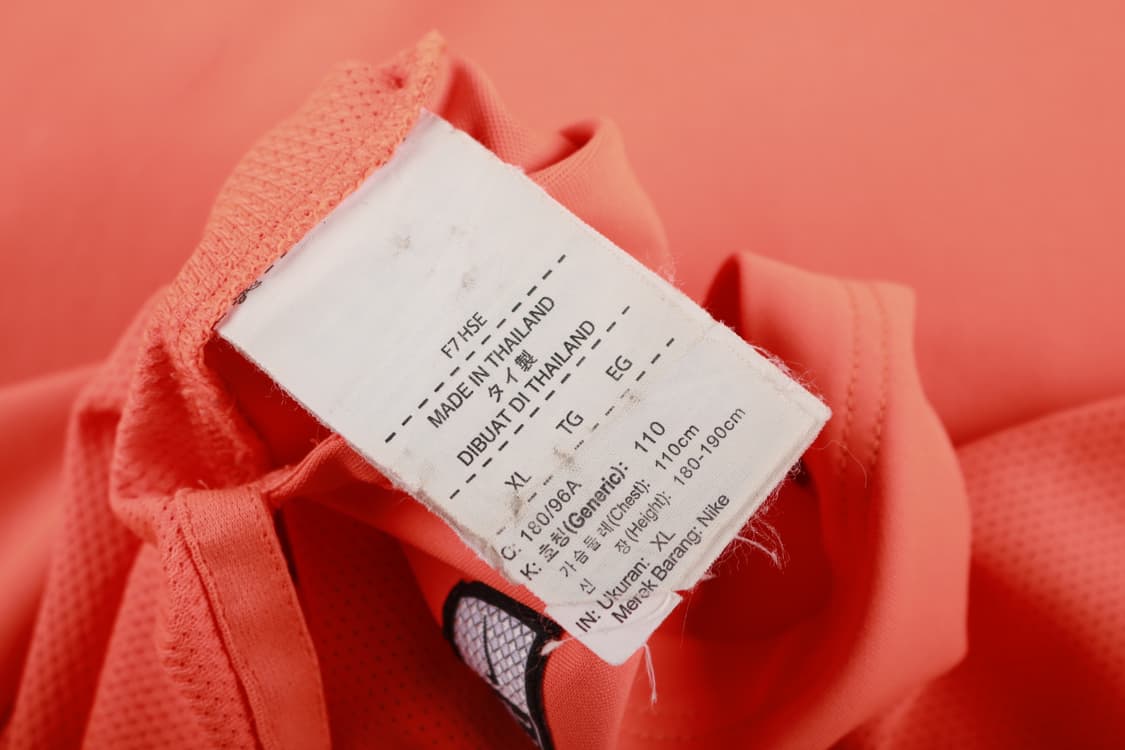 F7 HSE
MADE IN THAILAND
タイ製
DIBUAT DI THAILAND
XL TG EG
C: 180/96A
K: 호칭(Generic): 110
가슴둘레(Chest): 110cm
신 장(Height): 180-190cm
IN: Ukuran: XL
Merek Barang: Nike